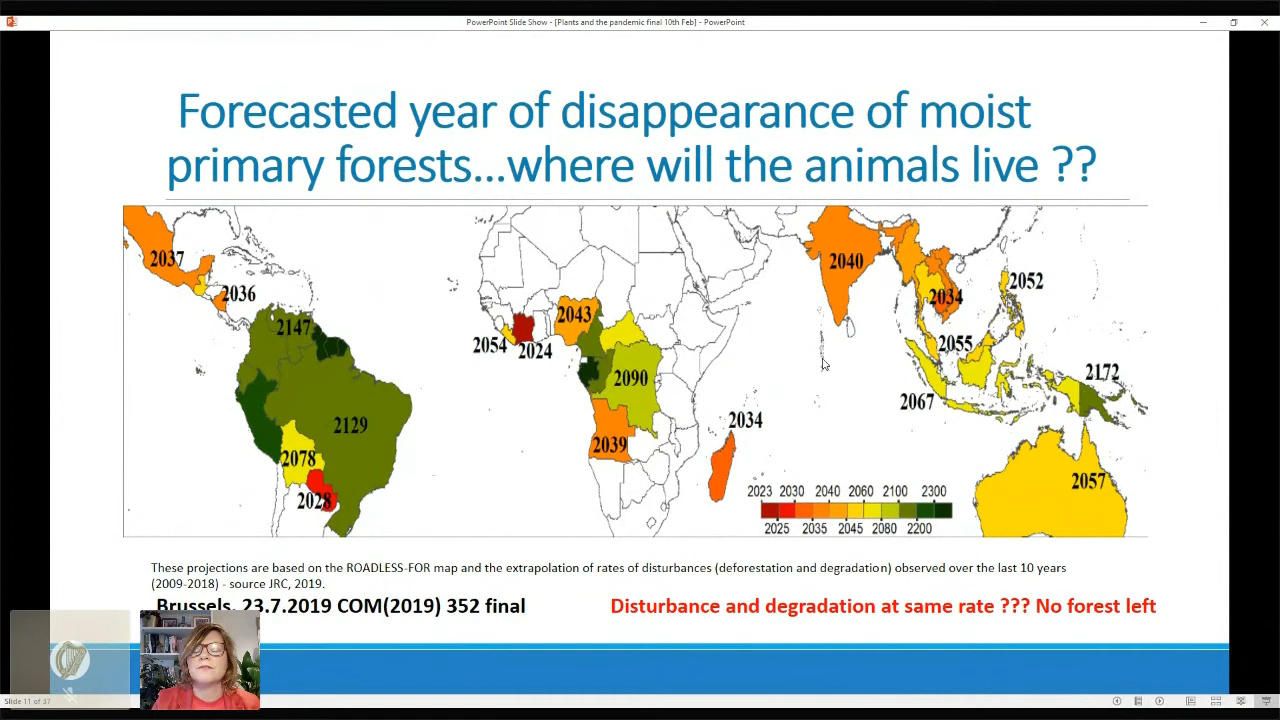 PowerPoint Slide Show - [Plants and the pandemic final 10th Feb] - PowerPoint
Forecasted year of disappearance of moist
primary forests...where will the animals live ??
2037
2036
2147
2129
2078
2028
2054
2024
2043
2090
2039
2034
2040
2034
2052
2055
2067
2172
2057
2023 2030 2040 2060 2100 2300
2025 2035 2045 2080 2200
These projections are based on the ROADLESS-FOR map and the extrapolation of rates of disturbances (deforestation and degradation) observed over the last 10 years
(2009-2018) - source JRC, 2019.
Brussels, 23.7.2019 COM(2019) 352 final
Disturbance and degradation at same rate ??? No forest left
Slide 11 of 37